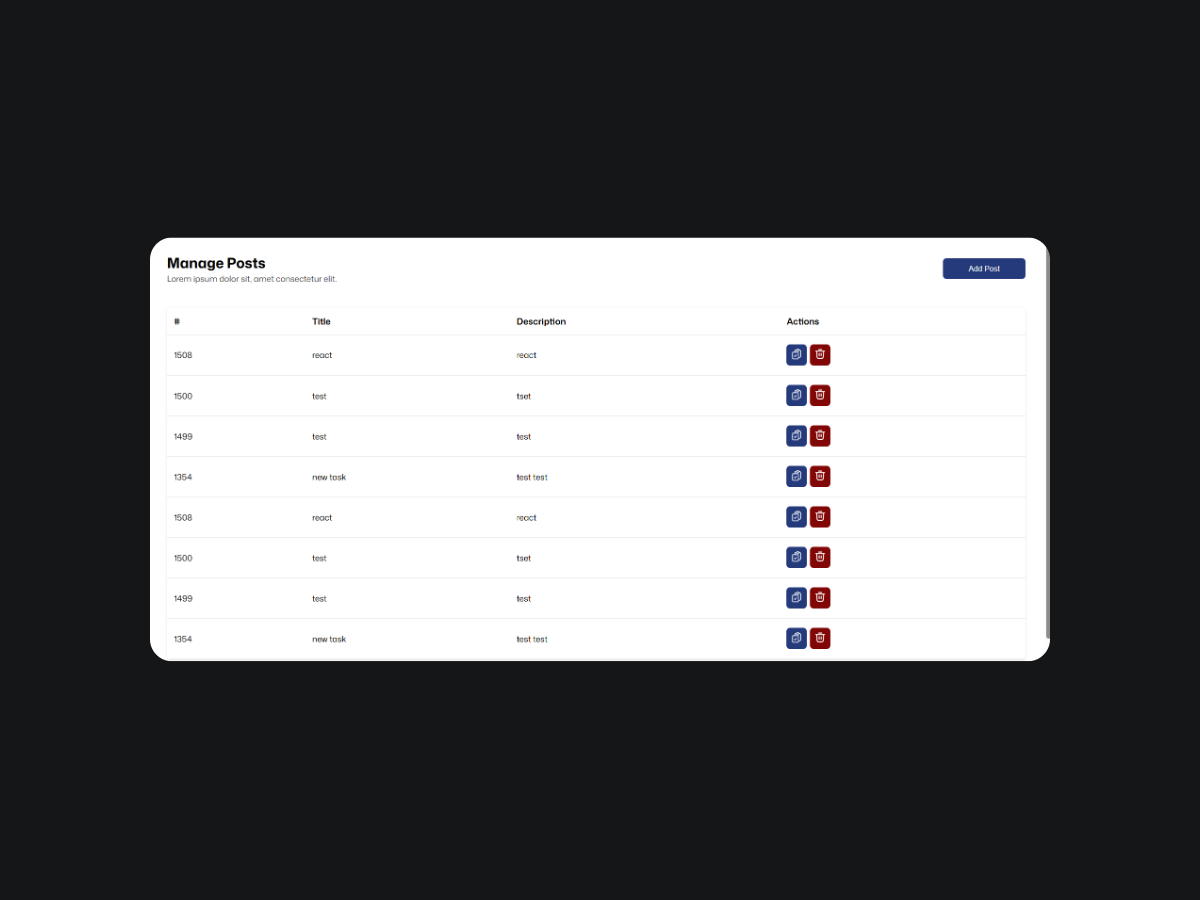 Manage Posts
Lorem ipsum dolor sit, amet consectetur elit.
Add Post
# Title Description Actions
1508 react react
1500 test tset
1499 test test
1354 new task test test
1508 react react
1500 test tset
1499 test test
1354 new task test test